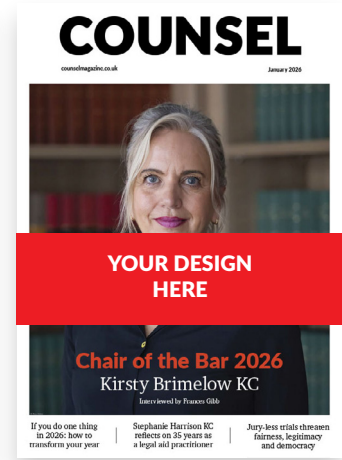 COUNSEL
counselmagazine.co.uk
January 2026
YOUR DESIGN
HERE
Chair of the Bar 2026
Kirsty Brimelow KC
Interviewed by Frances Gibb
If you do one thing
in 2026: how to
transform your year
Stephanie Harrison KC
reflects on 35 years as
a legal aid practitioner
Jury-less trials threaten
fairness, legitimacy
and democracy